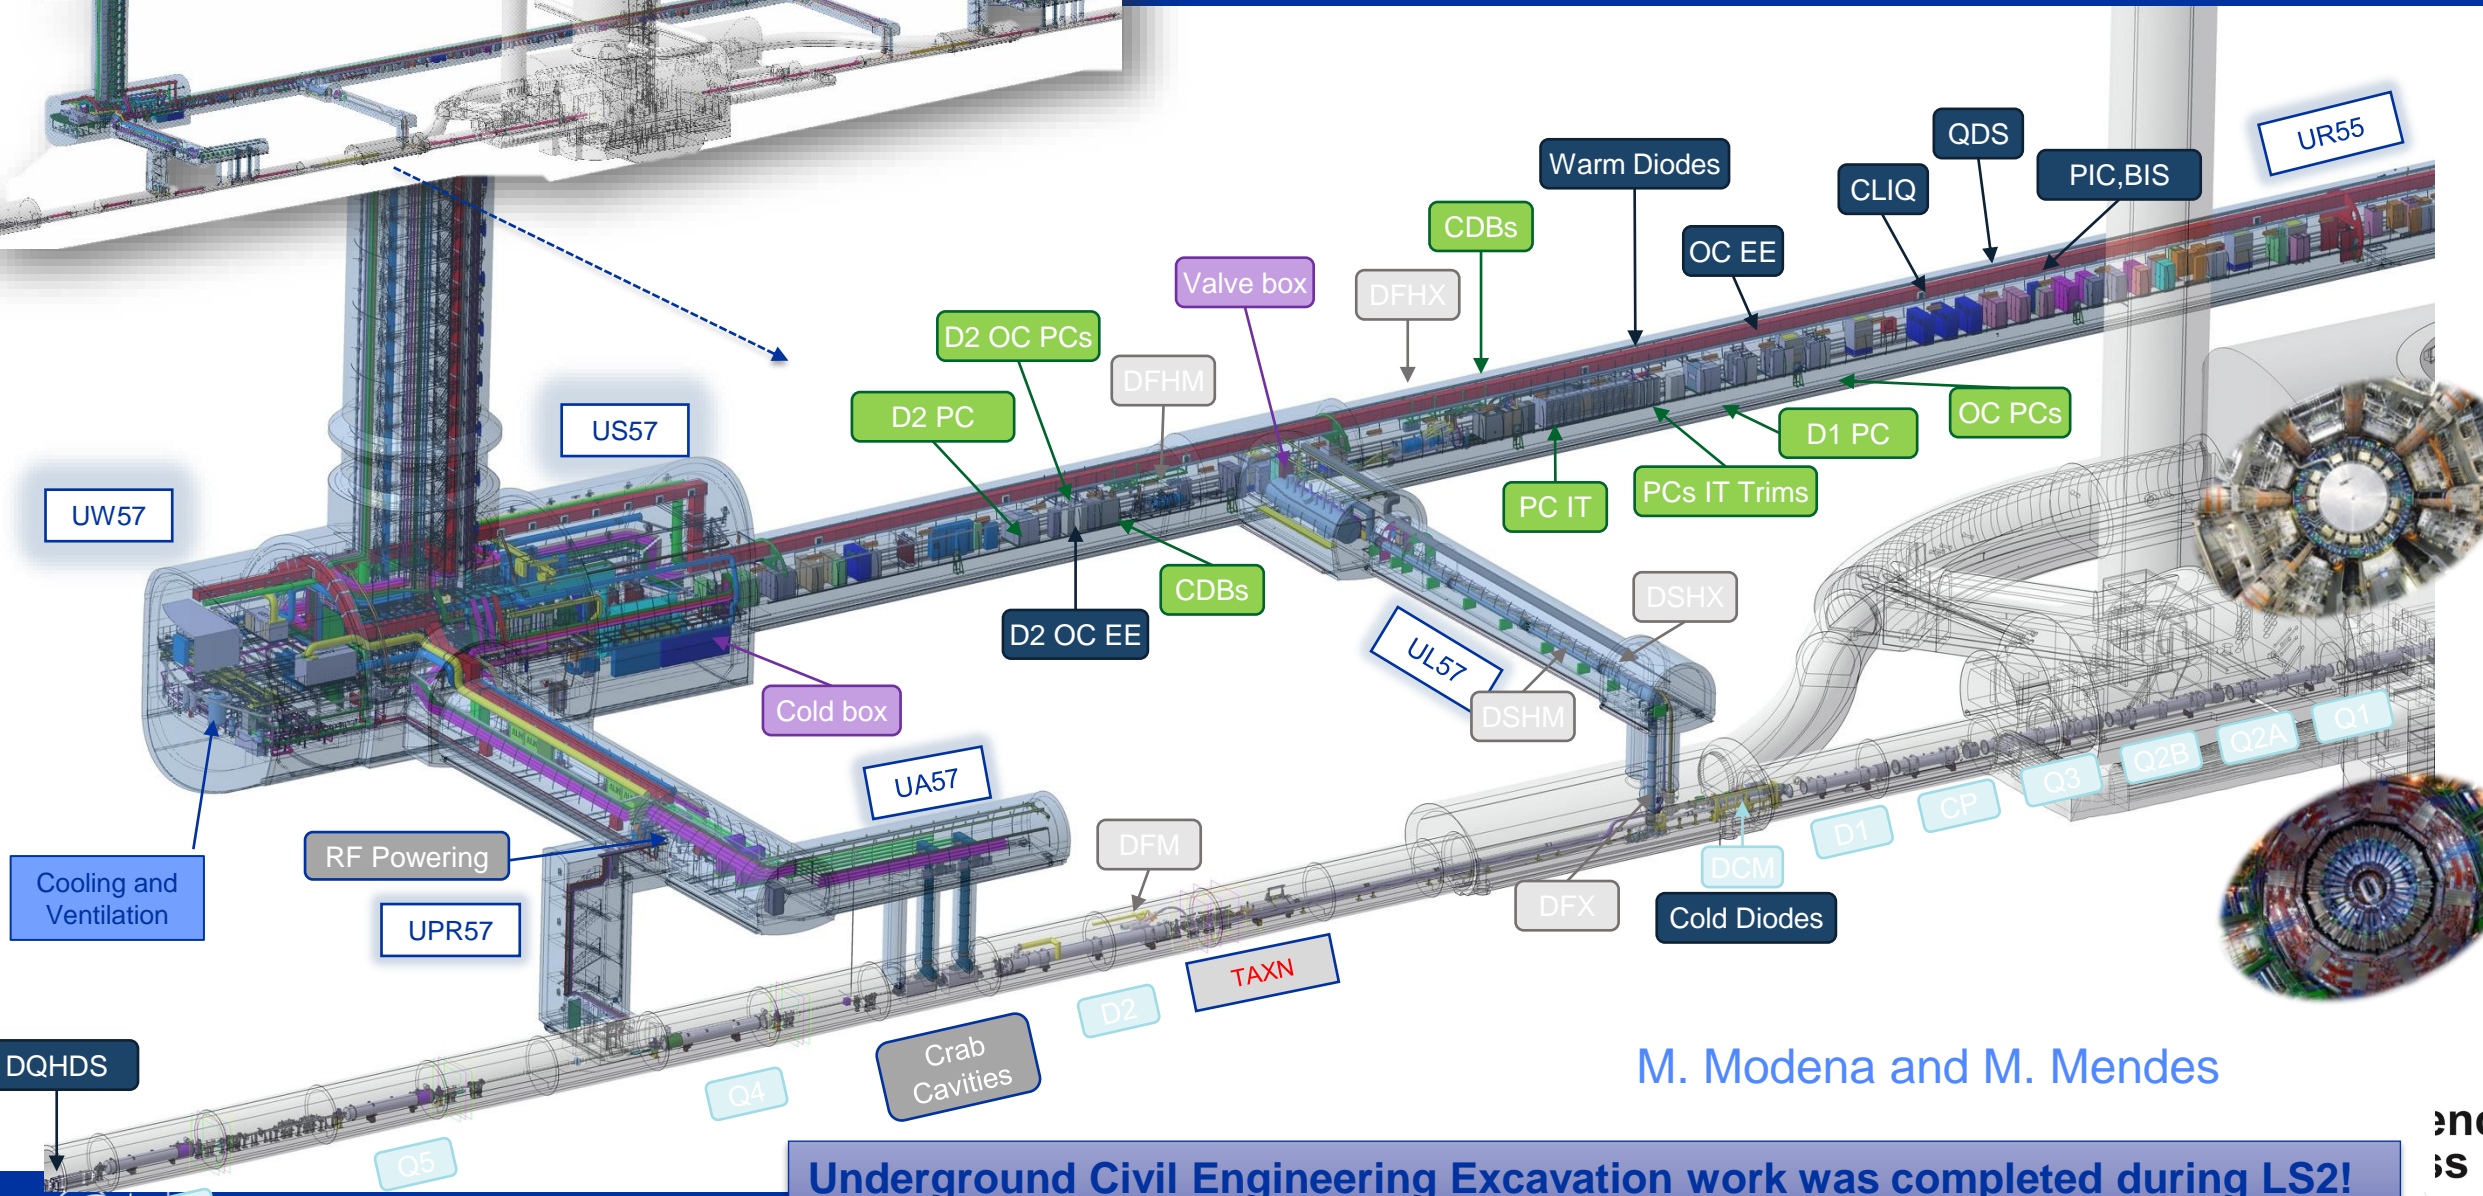 UR55
QDS
PIC,BIS
Warm Diodes
CLIQ
CDBs
OC EE
Valve box
DFHX
D2 OC PCs
DFHM
D2 PC
US57
OC PCs
D1 PC
PCs IT Trims
PC IT
UW57
CDBs
D2 OC EE
DSHX
UL57
DSHM
Cold box
UA57
Q1
Q2A
Q2B
Q3
CP
D1
RF Powering
DFM
DCM
Cooling and
Ventilation
UPR57
DFX
Cold Diodes
TAXN
D2
Crab
Cavities
DQHDS
Q4
Q5
M. Modena and M. Mendes
Underground Civil Engineering Excavation work was completed during LS2!